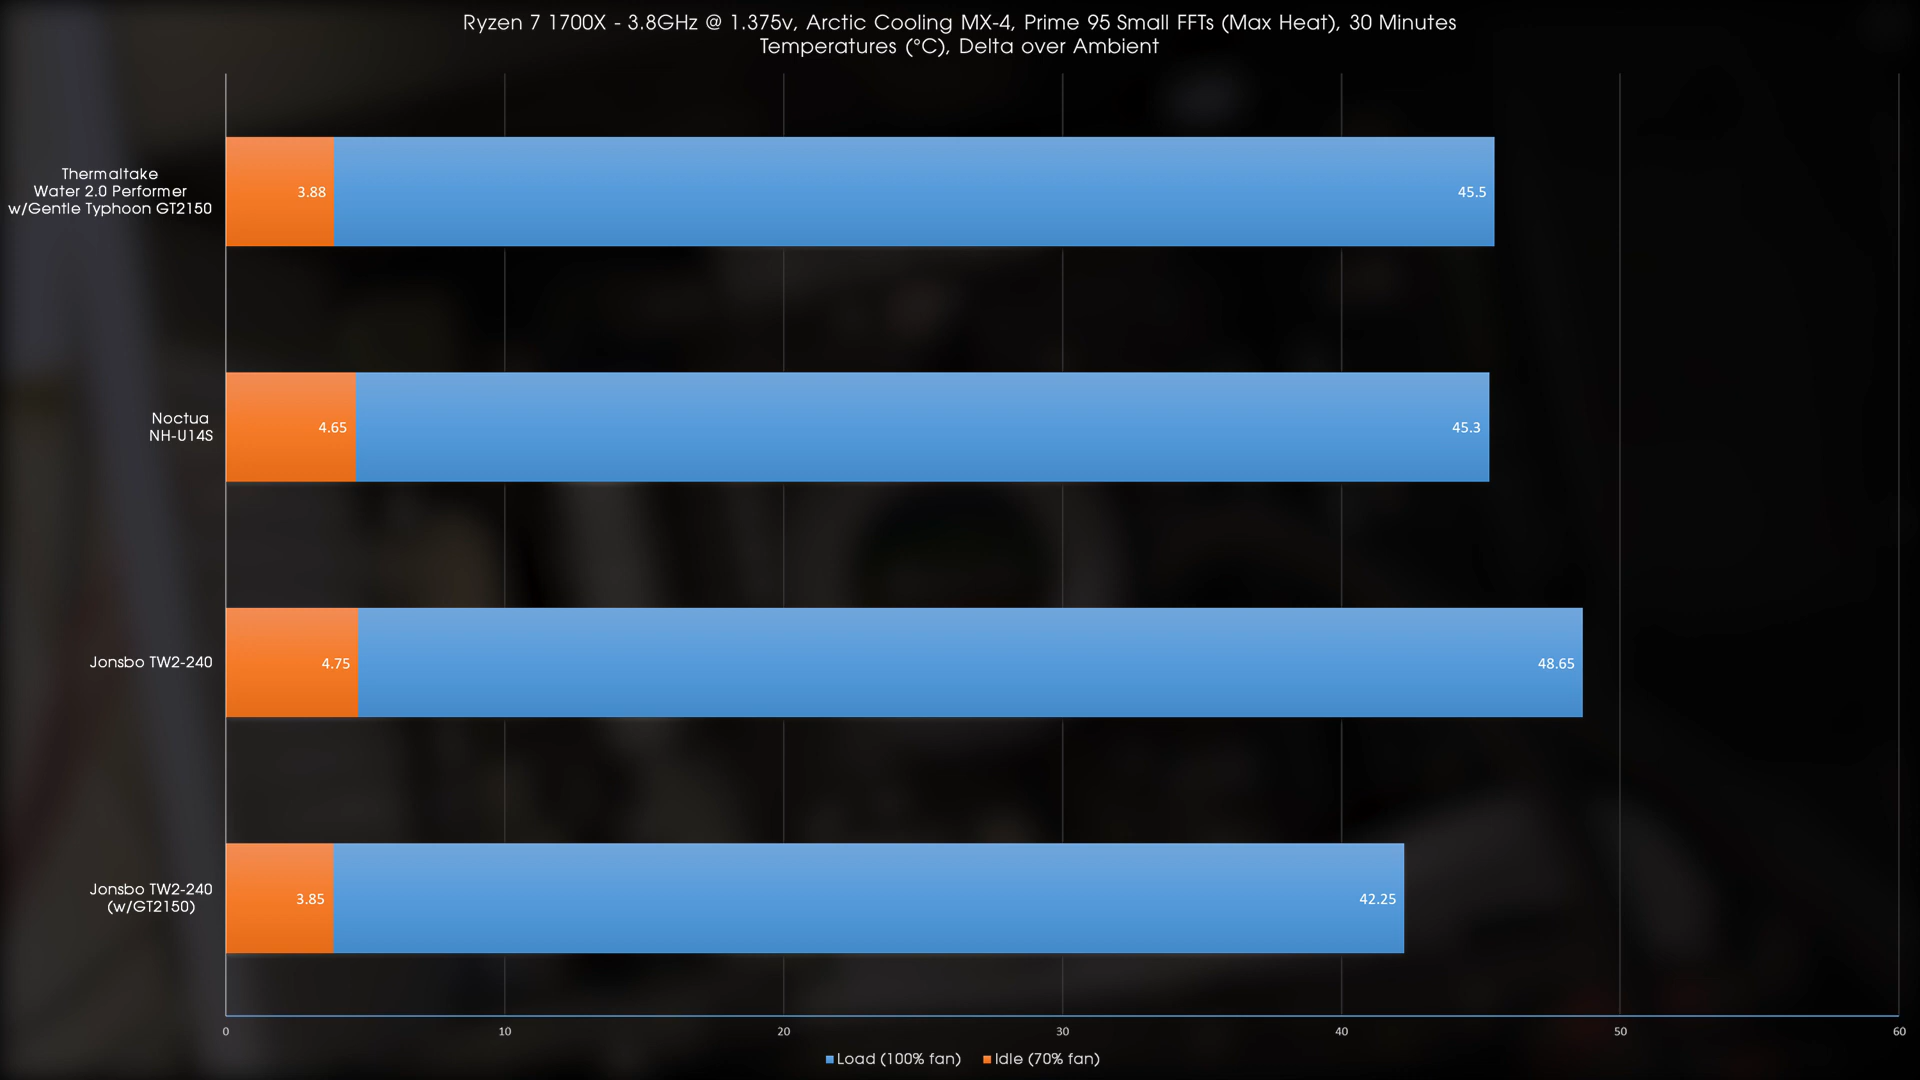 Ryzen 7 1700X - 3.8GHz @ 1.375v, Arctic Cooling MX-4, Prime 95 Small FFTs (Max Heat), 30 Minutes
Temperatures (°C), Delta over Ambient
Thermaltake
Water 2.0 Performer
w/Gentle Typhoon GT2150
3.88
45.5
Noctua
NH-U14S
4.65
45.3
Jonsbo TW2-240
4.75
48.65
Jonsbo TW2-240
(w/GT2150)
3.85
42.25
0 10 20 30 40 50 60
Load (100% fan) Idle (70% fan)